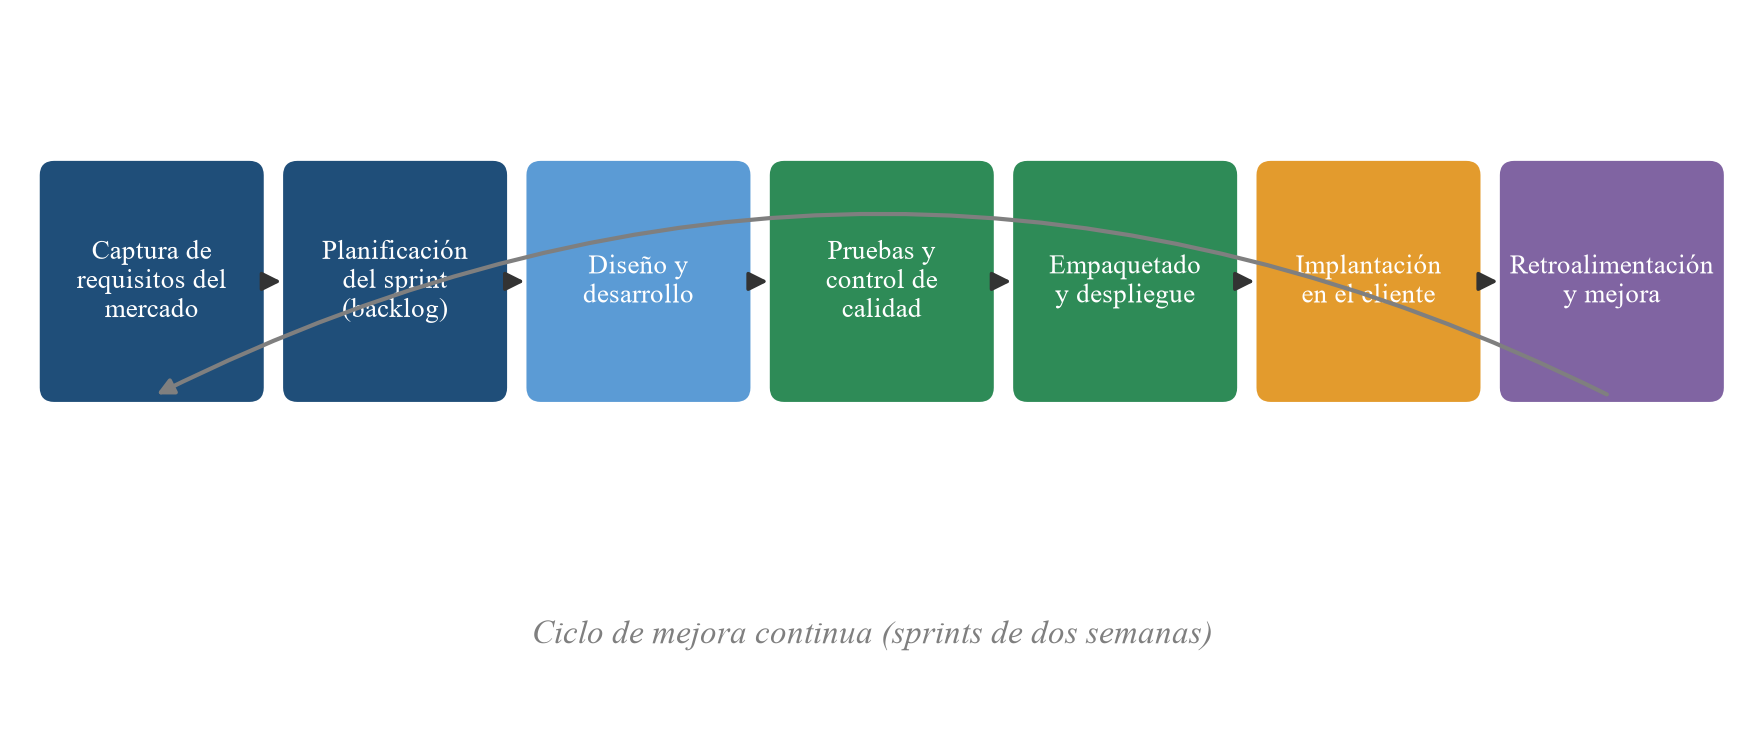 Captura de
requisitos del
mercado
Planificación
del sprint
(backlog)
Diseño y
desarrollo
Pruebas y
control de
calidad
Empaquetado
y despliegue
Implantación
en el cliente
Retroalimentación
y mejora
Ciclo de mejora continua (sprints de dos semanas)